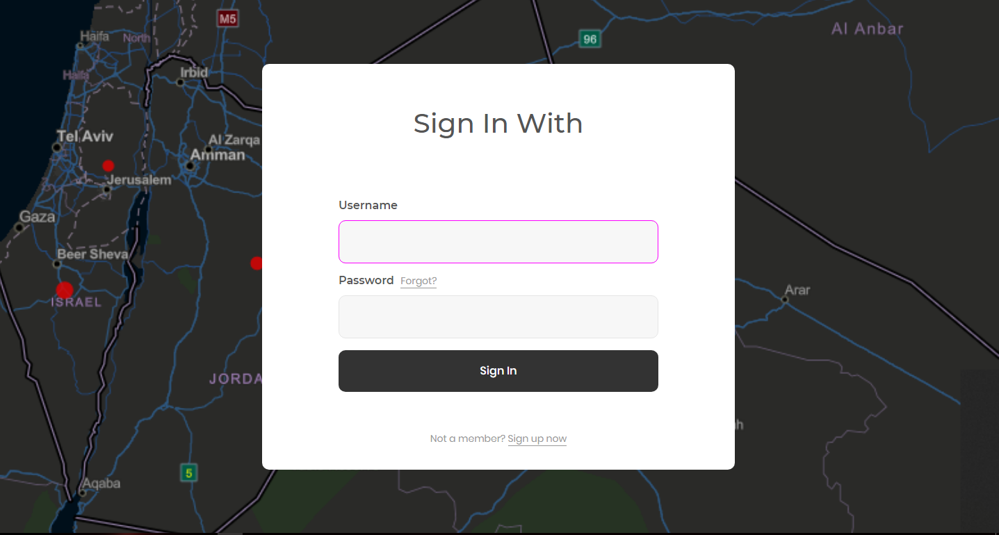 M5
Haifa
North
96
Al Anbar
Haifa
Irbid
Sign In With
Tel Aviv
Al Zarqa
Amman
Jerusalem
Username
Gaza
Beer Sheva
Password Forgot?
Arar
ISRAEL
Sign In
JORDA
h
Not a member? Sign up now
5
Aqaba